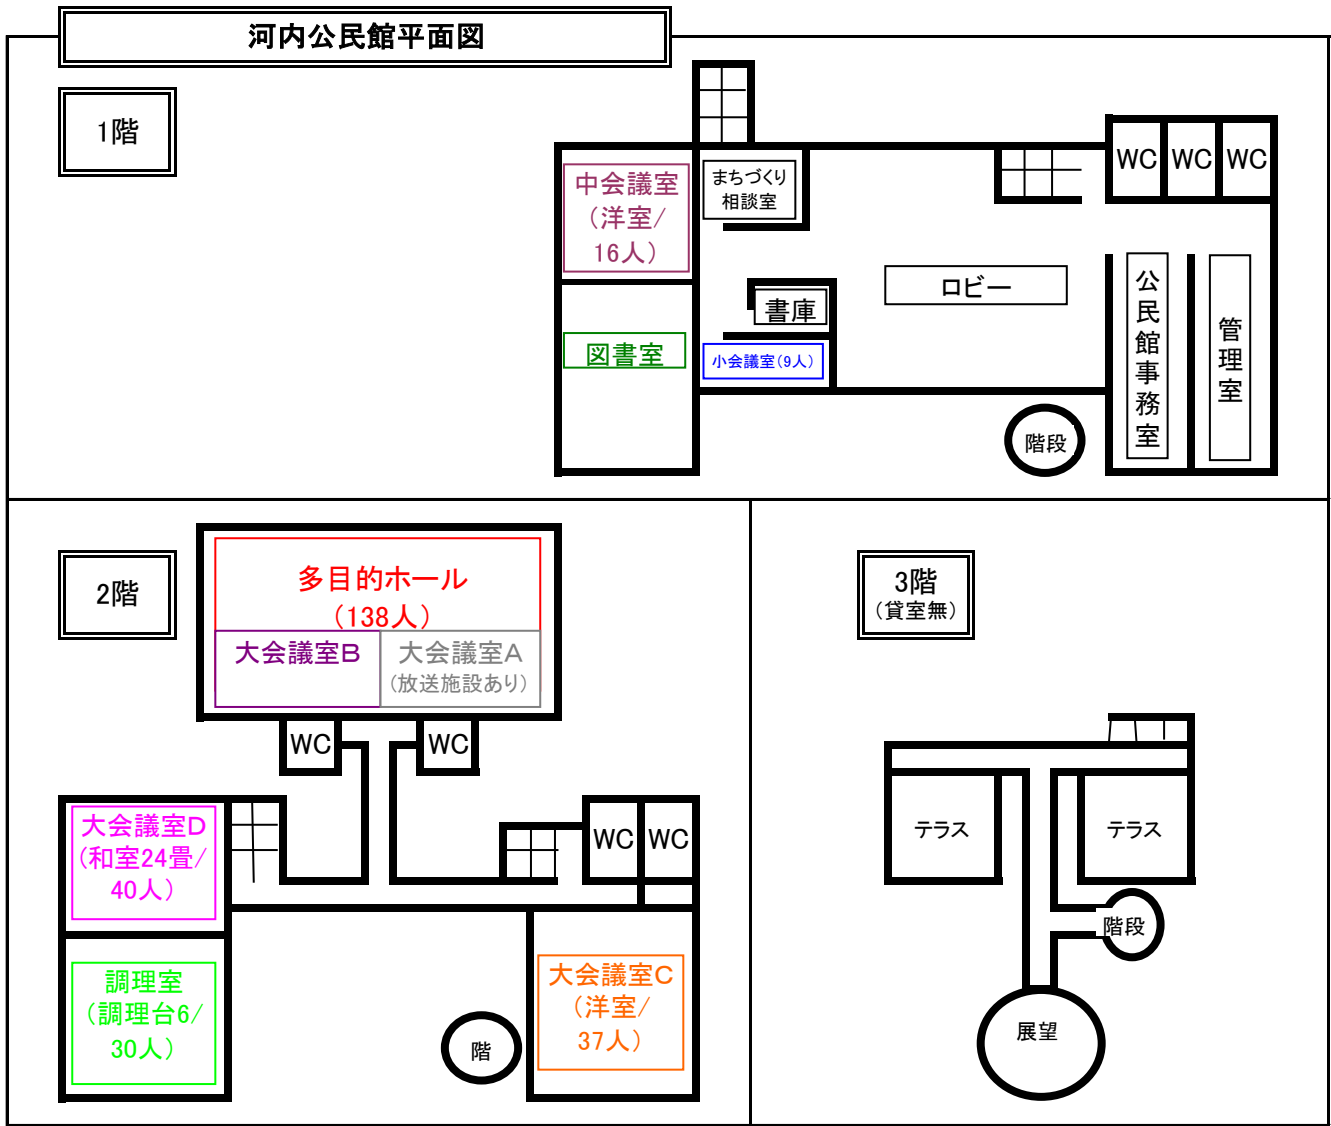 河内公民館平面図
1階
WC WC WC
中会議室
（洋室/
16人）
まちづくり
相談室
ロビー
書庫
図書室
小会議室（9人）
公民館事務室
管理室
階段
2階
多目的ホール
（138人）
大会議室B
大会議室A
（放送施設あり）
WC
WC
大会議室D
（和室24畳/
40人）
WC WC
調理室
（調理台6/
30人）
大会議室C
（洋室/
37人）
階
3階
（貸室無）
テラス
テラス
階段
展望